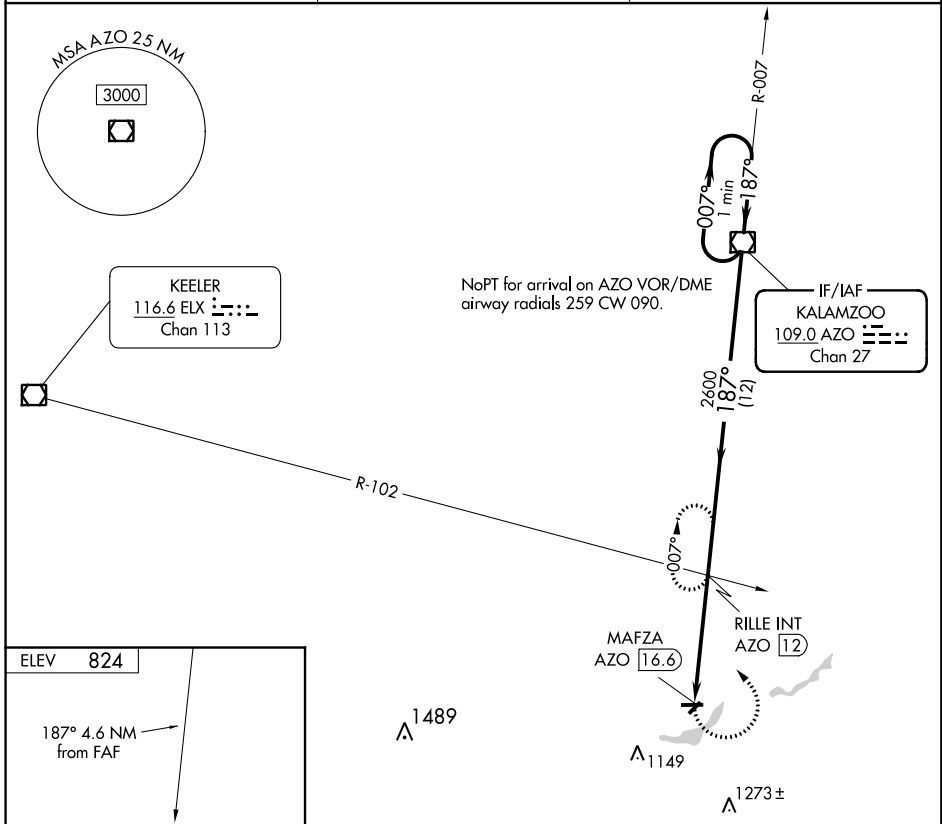 MSA AZO 25 NM
3000
R-007
007°
1 min
187°
KEELER
116.6 ELX
Chan 113
NoPT for arrival on AZO VOR/DME
airway radials 259 CW 090.
IF/IAF
KALAMZOO
109.0 AZO
Chan 27
2600
187°
(12)
R-102
007°
RILLE INT
AZO 12
MAFZA
AZO 16.6
ELEV 824
187° 4.6 NM
from FAF
1489
1149
1273±